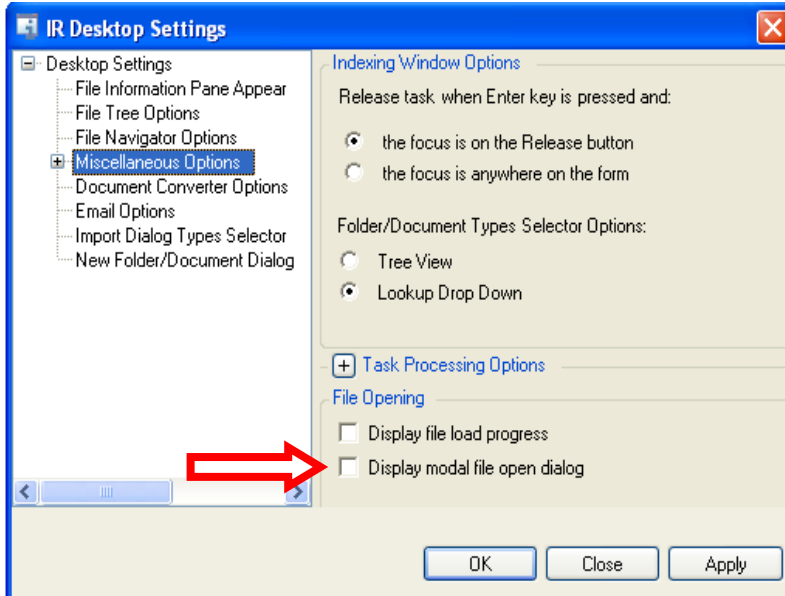 IR Desktop Settings
Desktop Settings
File Information Pane Appear
File Tree Options
File Navigator Options
Miscellaneous Options
Document Converter Options
Email Options
Import Dialog Types Selector
New Folder/Document Dialog
Indexing Window Options
Release task when Enter key is pressed and:
the focus is on the Release button
the focus is anywhere on the form
Folder/Document Types Selector Options:
Tree View
Lookup Drop Down
Task Processing Options
File Opening
Display file load progress
Display modal file open dialog
OK
Close
Apply